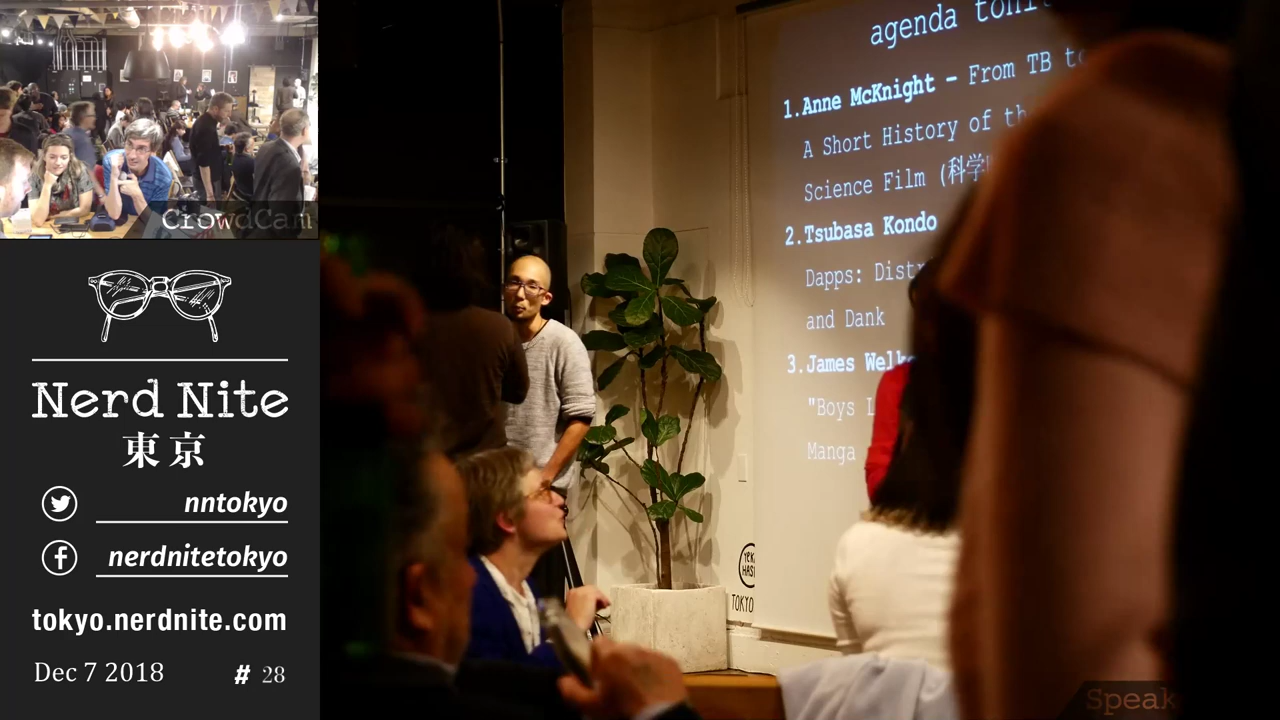 CrowdCam
Nerd Nite
東京
nntokyo
nerdnitetokyo
tokyo.nerdnite.com
Dec 7 2018
# 28
agenda
1.Anne McKnight – From TB
A Short History of
Science Film (科学
2.Tsubasa Kondo
Dapps:
and Dank
3.James
"Boys
Manga
TOKYO